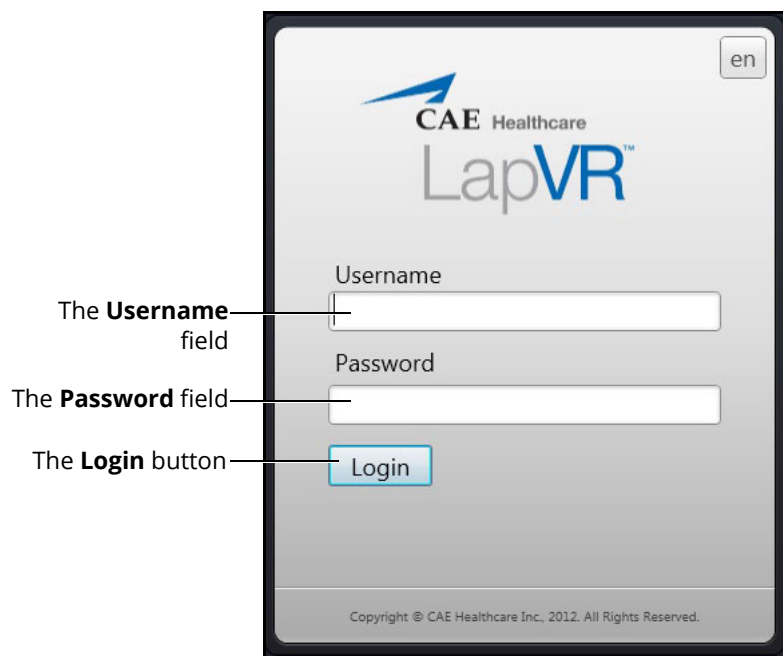 en
CAE Healthcare
LapVR™
Username
The Username
field
Password
The Password field
The Login button
Login
Copyright © CAE Healthcare Inc., 2012. All Rights Reserved.